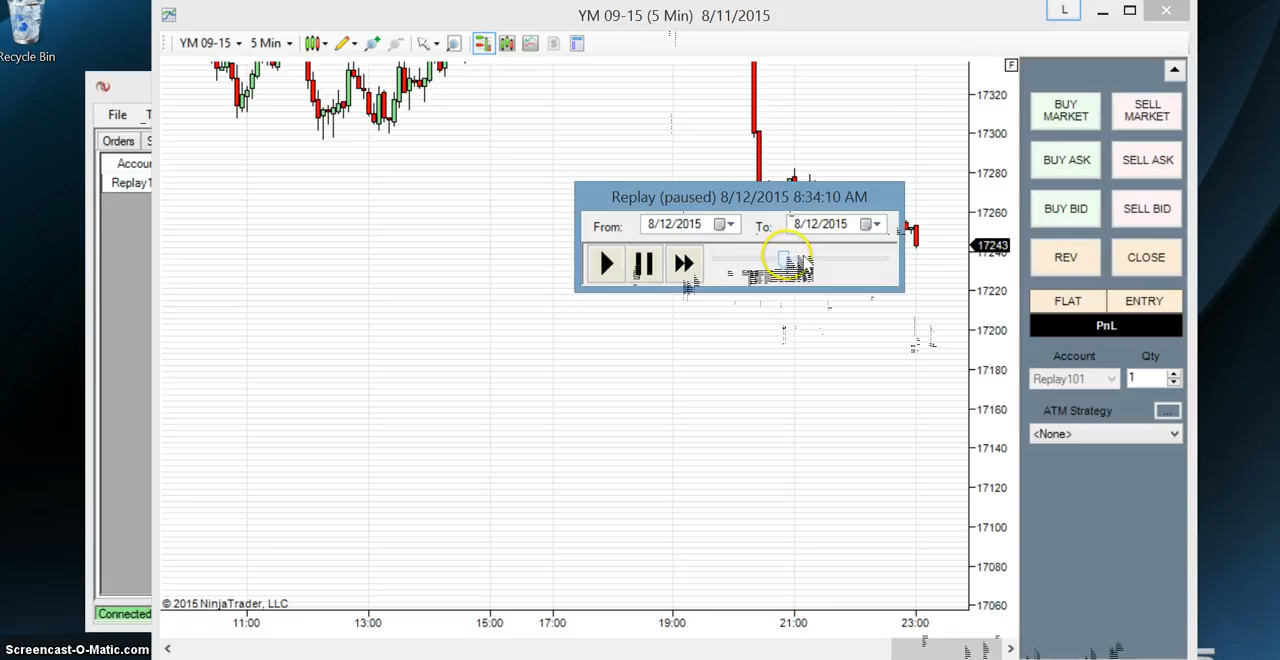 YM 09-15 (5 Min) 8/11/2015
L
Recycle Bin
YM 09-15
5 Min
F
File
Orders
Replay (paused) 8/12/2015 8:34:10 AM
From: 8/12/2015
To: 8/12/2015
17320
17300
17280
17260
17243
17220
17200
17180
17160
17140
17120
17100
17080
17060
BUY MARKET
SELL MARKET
BUY ASK
SELL ASK
BUY BID
SELL BID
REV
CLOSE
FLAT
ENTRY
PnL
Account
Qty
Replay101
1
ATM Strategy
...
<None>
Connected
© 2015 NinjaTrader, LLC
11:00
13:00
15:00
17:00
19:00
21:00
23:00
Screencast-O-Matic.com